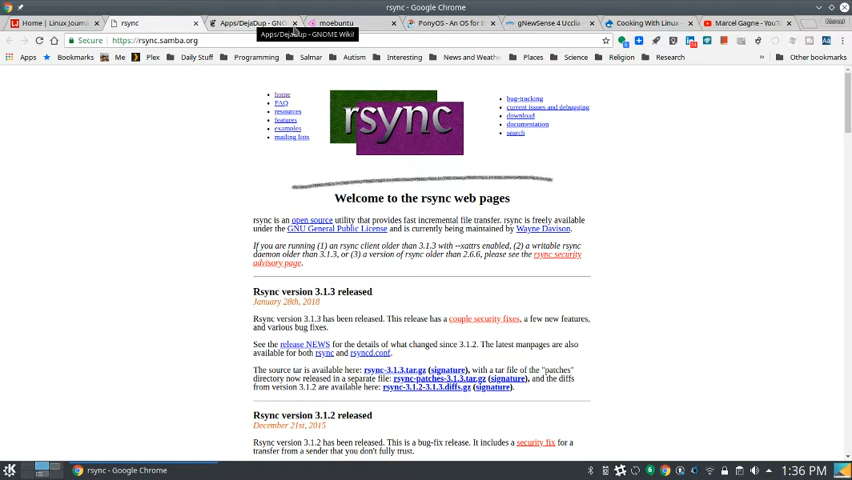 rsync - Google Chrome
Home | Linux Journ
rsync
Apps/DejaDup - GNO
moebuntu
PonyOS - An OS for E
gNewSense 4 Uccli
Cooking With Linux
Marcel Gagne - YouT
Apps/DejaDup - GNOME Wiki!
Secure https://rsync.samba.org
Apps Bookmarks Me Plex Daily Stuff Programming Salmar Autism Interesting News and Weathe Places Science Religion Research Other bookmarks
home
FAQ
resources
features
examples
mailing lists
rsync
bug-tracking
current issues and debugging
download
documentation
search
Welcome to the rsync web pages
rsync is an open source utility that provides fast incremental file transfer. rsync is freely available
under the GNU General Public License and is currently being maintained by Wayne Davison.
If you are running (1) an rsync client older than 3.1.3 with --xattrs enabled, (2) a writable rsync
daemon older than 3.1.3, or (3) a version of rsync older than 2.6.6, please see the rsync security
advisory page.
Rsync version 3.1.3 released
January 28th, 2018
Rsync version 3.1.3 has been released. This release has a couple security fixes, a few new features,
and various bug fixes.
See the release NEWS for the details of what changed since 3.1.2. The latest manpages are also
available for both rsync and rsyncd.conf.
The source tar is available here: rsync-3.1.3.tar.gz (signature), with a tar file of the "patches"
directory now released in a separate file: rsync-patches-3.1.3.tar.gz (signature), and the diffs
from version 3.1.2 are available here: rsync-3.1.2-3.1.3.diffs.gz (signature).
Rsync version 3.1.2 released
December 21st, 2015
Rsync version 3.1.2 has been released. This is a bug-fix release. It includes a security fix for a
transfer from a sender that you don't fully trust.
rsync - Google Chrome
1:36 PM